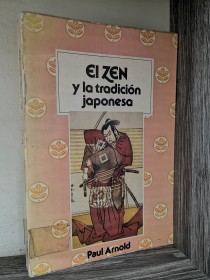 El ZEN
y la tradición
japonesa
Paul Arnold